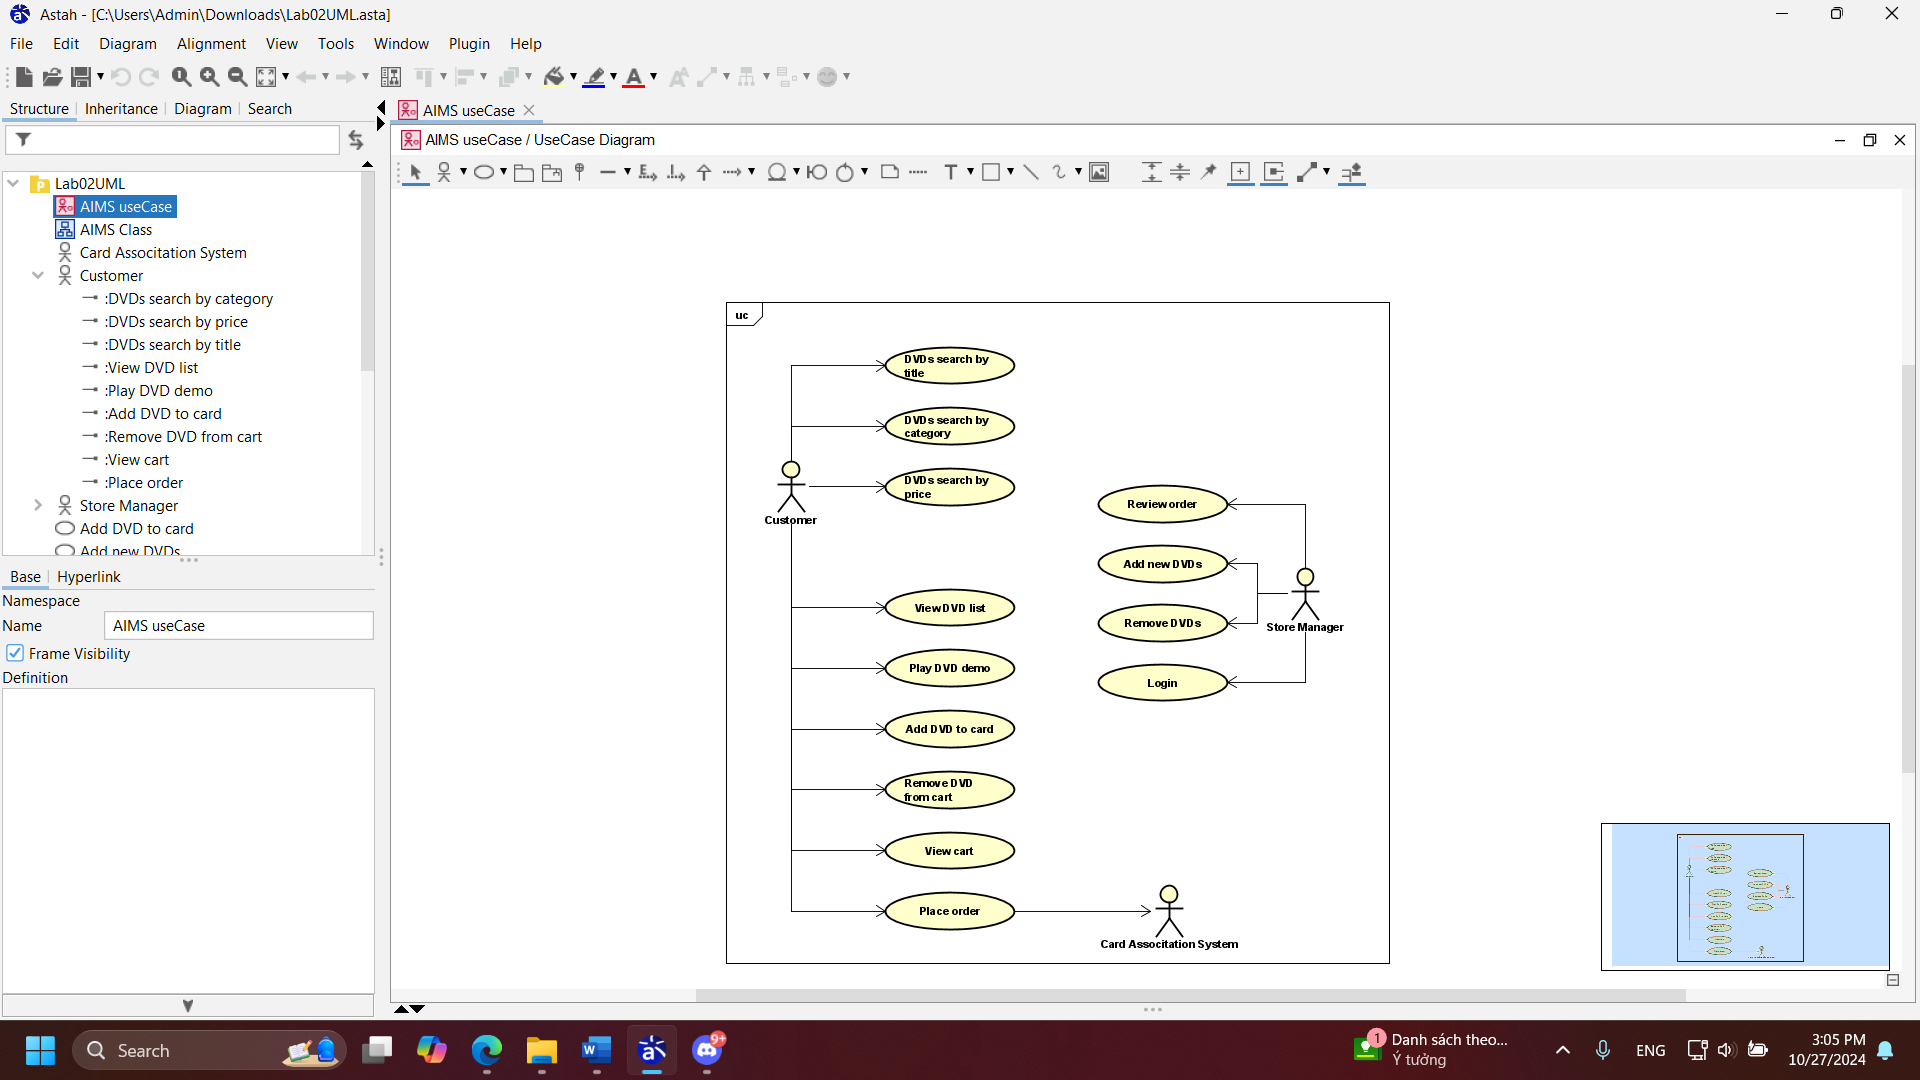 Astah - [C:\Users\Admin\Downloads\Lab02UML.asta]
File Edit Diagram Alignment View Tools Window Plugin Help
Structure Inheritance Diagram Search
AIMS useCase
AIMS useCase / UseCase Diagram
Lab02UML
AIMS useCase
AIMS Class
Card Associtation System
Customer
:DVDs search by category
:DVDs search by price
:DVDs search by title
:View DVD list
:Play DVD demo
:Add DVD to card
:Remove DVD from cart
:View cart
:Place order
Store Manager
Add DVD to card
Add new DVDs
Base Hyperlink
Namespace
Name AIMS useCase
Frame Visibility
Definition
uc
DVDs search by
title
DVDs search by
category
DVDs search by
price
Customer
View DVD list
Play DVD demo
Add DVD to card
Remove DVD
from cart
View cart
Place order
Review order
Add new DVDs
Remove DVDs
Login
Store Manager
Card Associtation System
Search
9+
1
Danh sách theo...
Ý tưởng
ENG
3:05 PM
10/27/2024